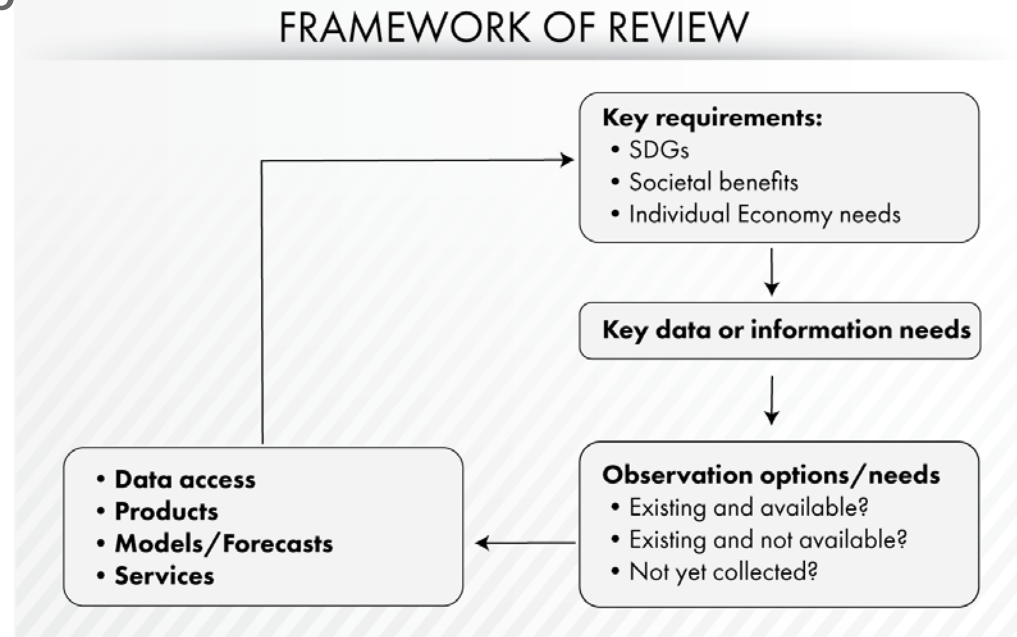 FRAMEWORK OF REVIEW
Key requirements:
• SDGs
• Societal benefits
• Individual Economy needs
Key data or information needs
Observation options/needs
• Existing and available?
• Existing and not available?
• Not yet collected?
• Data access
• Products
• Models/Forecasts
• Services